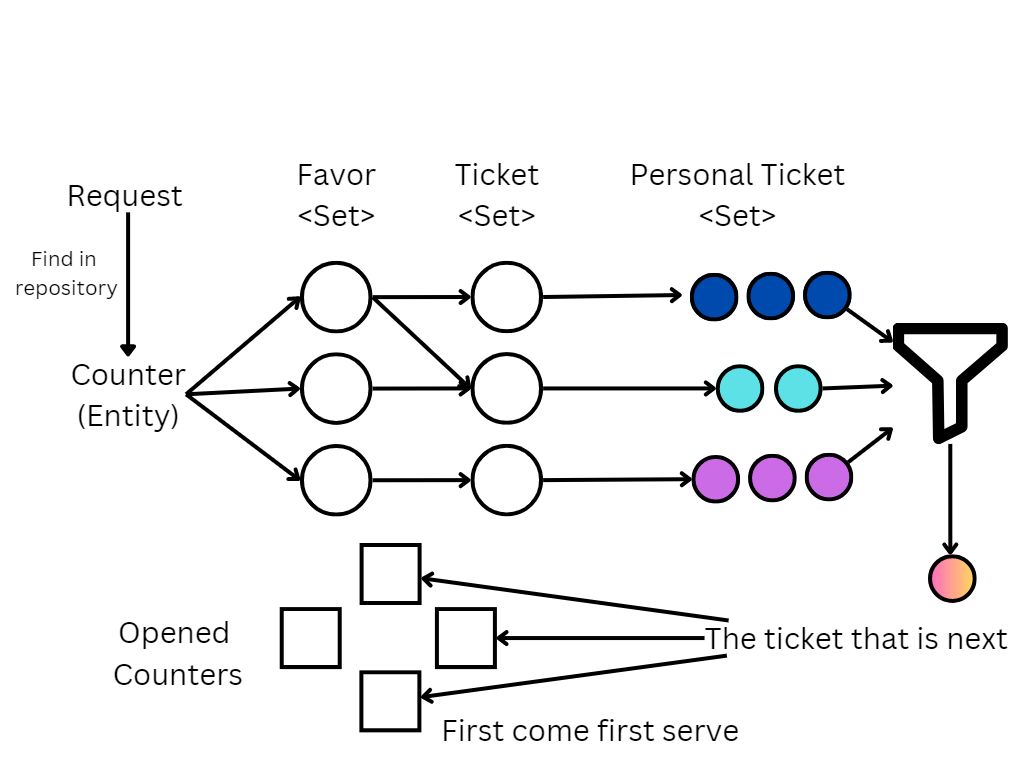 Request
Find in
repository
Counter
(Entity)
Favor
<Set>
Ticket
<Set>
Personal Ticket
<Set>
Opened
Counters
The ticket that is next
First come first serve